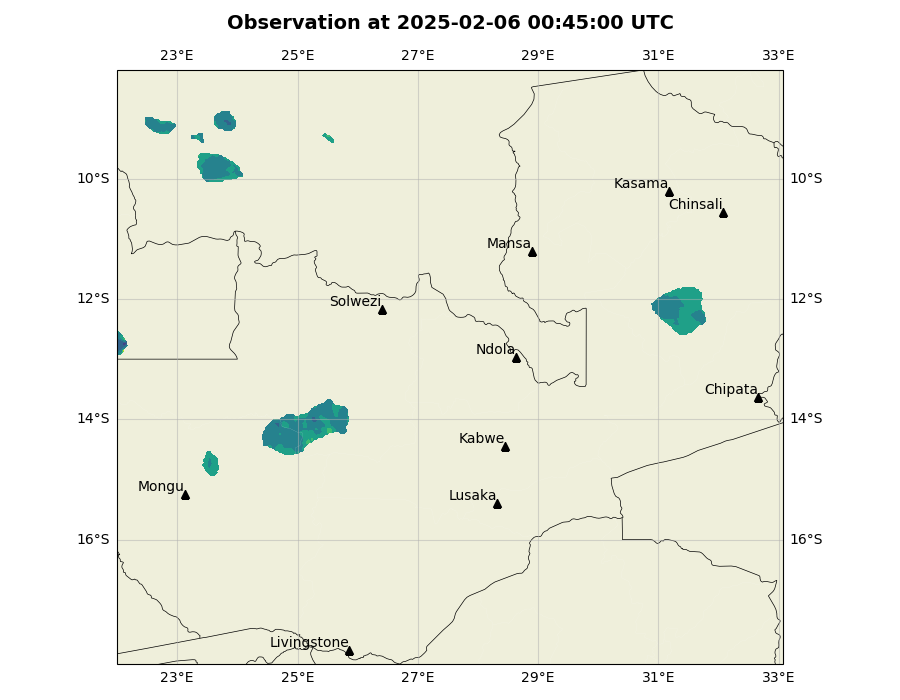 Observation at 2025-02-06 00:45:00 UTC
23°E 25°E 27°E 29°E 31°E 33°E
10°S 10°S
Kasama
Chinsali
Mansa
12°S 12°S
Solwezi
Ndola
Chipata
14°S 14°S
Kabwe
Mongu
Lusaka
16°S 16°S
Livingstone
23°E 25°E 27°E 29°E 31°E 33°E